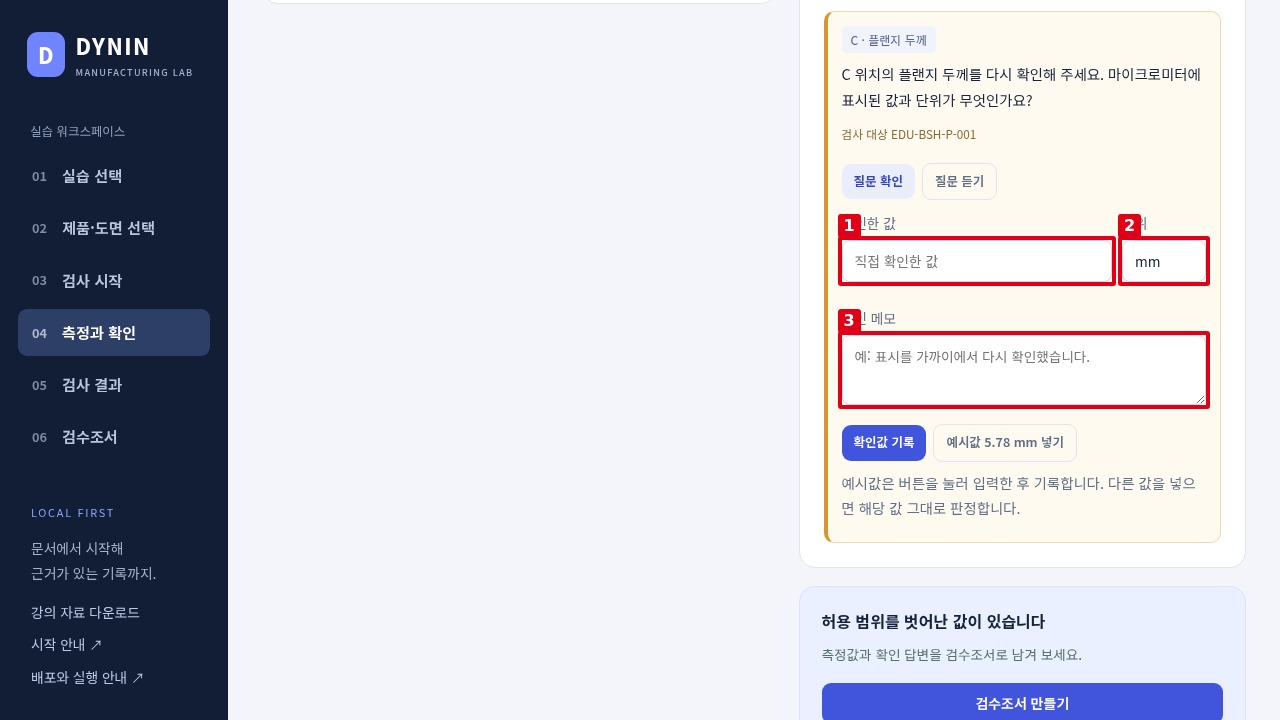 D
DYNIN
MANUFACTURING LAB
실습 워크스페이스
01 실습 선택
02 제품·도면 선택
03 검사 시작
04 측정과 확인
05 검사 결과
06 검수조서
LOCAL FIRST
문서에서 시작해
근거가 있는 기록까지.
강의 자료 다운로드
시작 안내 ↗
배포와 실행 안내 ↗
C · 플랜지 두께
C 위치의 플랜지 두께를 다시 확인해 주세요. 마이크로미터에
표시된 값과 단위가 무엇인가요?
검사 대상 EDU-BSH-P-001
질문 확인 질문 듣기
1 값 2
직접 확인한 값 mm
3 메모
예: 표시를 가까이에서 다시 확인했습니다.
확인값 기록 예시값 5.78 mm 넣기
예시값은 버튼을 눌러 입력한 후 기록합니다. 다른 값을 넣으
면 해당 값 그대로 판정합니다.
허용 범위를 벗어난 값이 있습니다
측정값과 확인 답변을 검수조서로 남겨 보세요.
검수조서 만들기